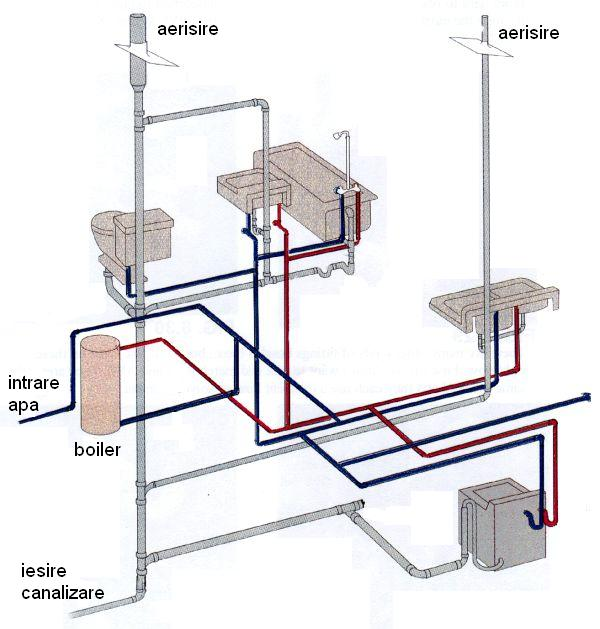 aerisire
aerisire
intrare
apa
boiler
iesire
canalizare